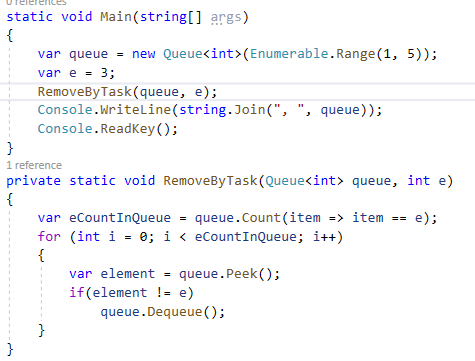 0 references
static void Main(string[] args)
{
var queue = new Queue<int>(Enumerable.Range(1, 5));
var e = 3;
RemoveByTask(queue, e);
Console.WriteLine(string.Join(", ", queue));
Console.ReadKey();
}
1 reference
private static void RemoveByTask(Queue<int> queue, int e)
{
var eCountInQueue = queue.Count(item => item == e);
for (int i = 0; i < eCountInQueue; i++)
{
var element = queue.Peek();
if(element != e)
queue.Dequeue();
}
}